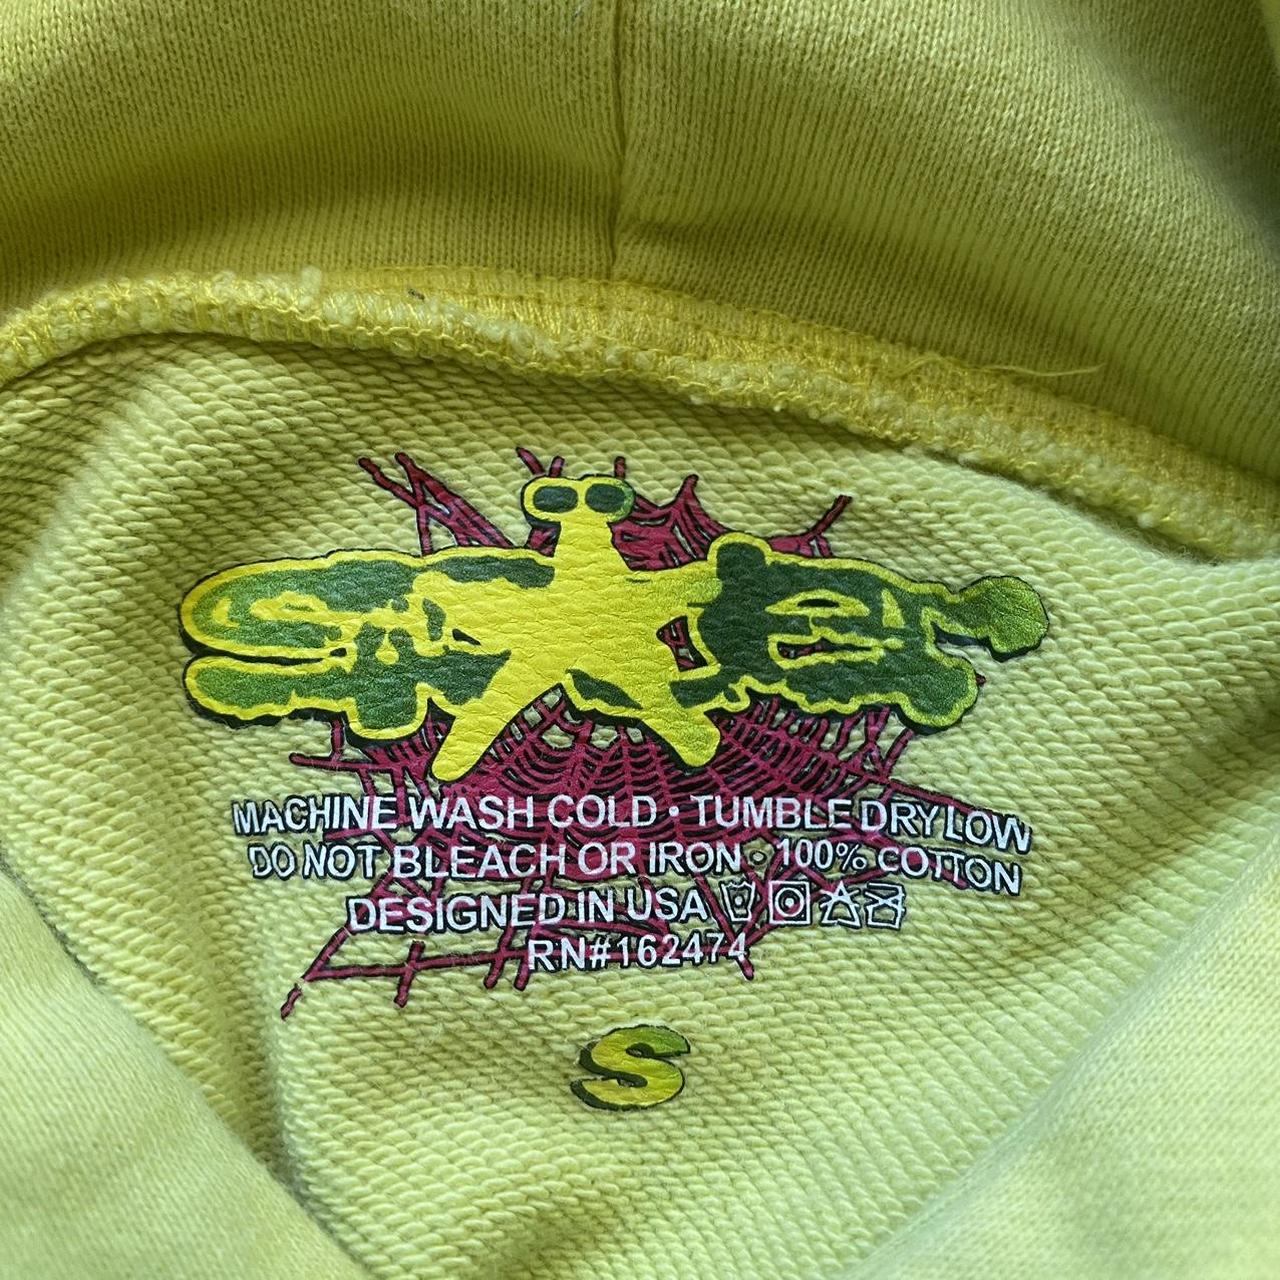 MACHINE WASH COLD • TUMBLE DRY LOW
DO NOT BLEACH OR IRON • 100% COTTON
DESIGNED IN USA
RN#162474
S